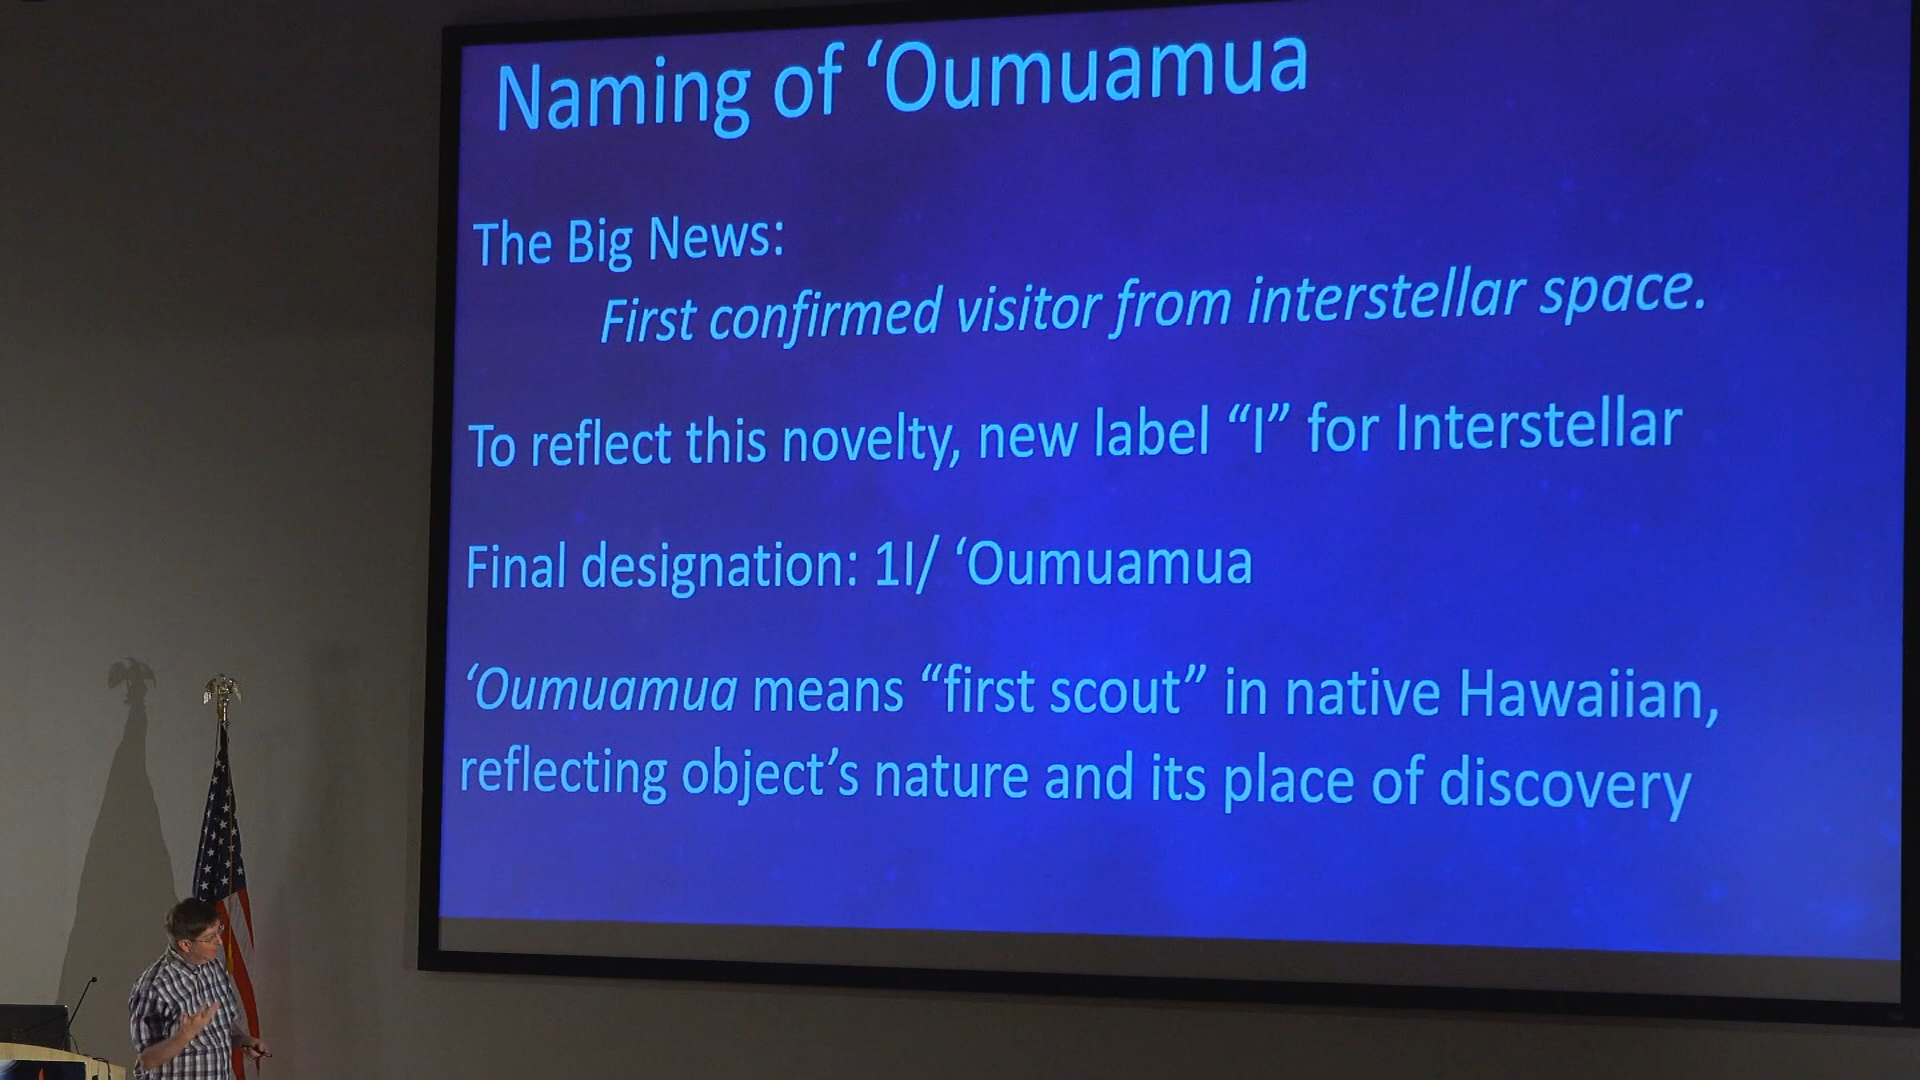 Naming of ‘Oumuamua
The Big News:
First confirmed visitor from interstellar space.
To reflect this novelty, new label “I” for Interstellar
Final designation: 1I/ ‘Oumuamua
‘Oumuamua means “first scout” in native Hawaiian,
reflecting object’s nature and its place of discovery